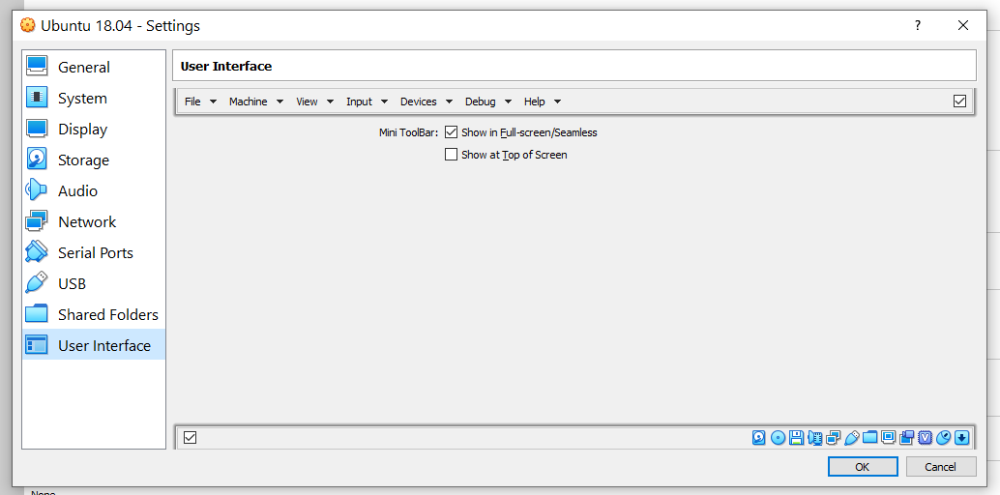 Ubuntu 18.04 - Settings
?
General
System
Display
Storage
Audio
Network
Serial Ports
USB
Shared Folders
User Interface
User Interface
File Machine View Input Devices Debug Help
Mini ToolBar: Show in Full-screen/Seamless
Show at Top of Screen
V
OK Cancel
None